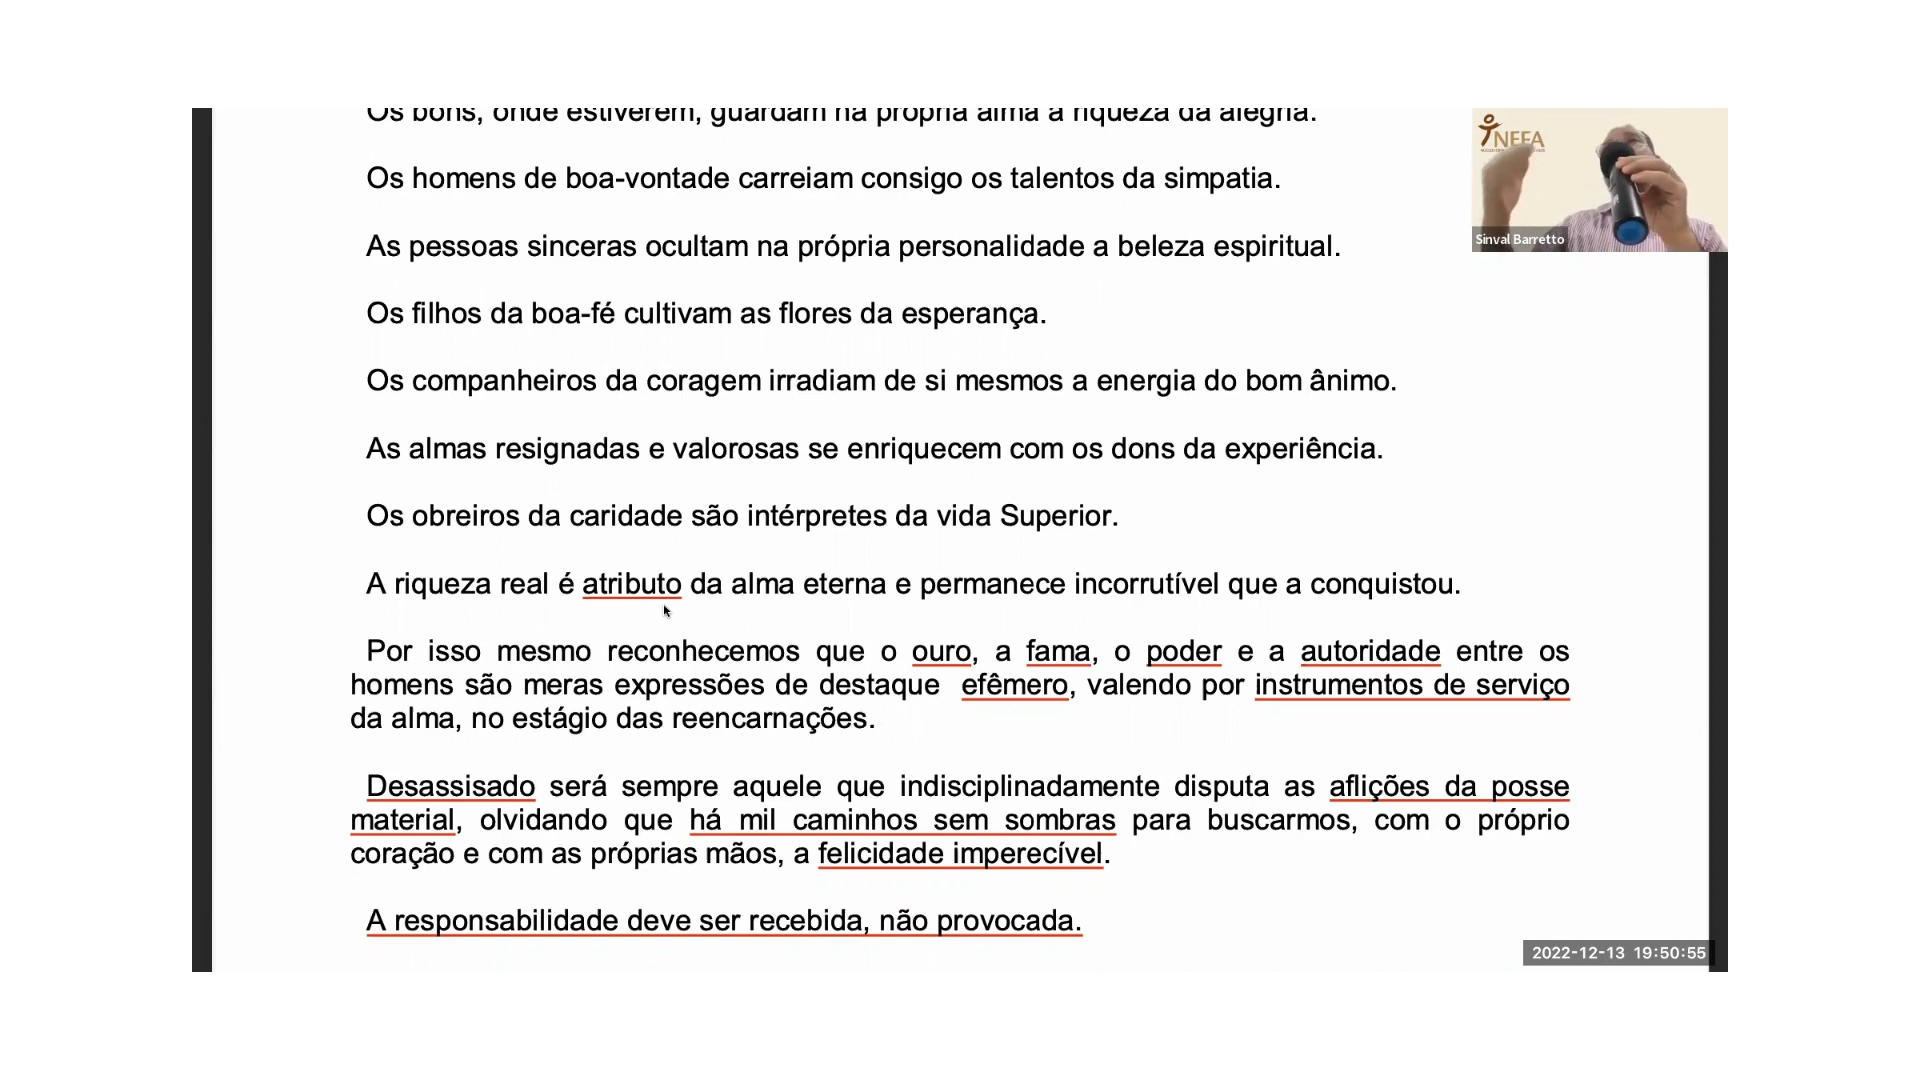 Os bons, onde estiverem, guardam na própria alma a riqueza da alegria.
NEFA
Os homens de boa-vontade carreiam consigo os talentos da simpatia.
As pessoas sinceras ocultam na própria personalidade a beleza espiritual.
Sinval Barretto
Os filhos da boa-fé cultivam as flores da esperança.
Os companheiros da coragem irradiam de si mesmos a energia do bom ânimo.
As almas resignadas e valorosas se enriquecem com os dons da experiência.
Os obreiros da caridade são intérpretes da vida Superior.
A riqueza real é atributo da alma eterna e permanece incorrutível que a conquistou.
Por isso mesmo reconhecemos que o ouro, a fama, o poder e a autoridade entre os
homens são meras expressões de destaque efêmero, valendo por instrumentos de serviço
da alma, no estágio das reencarnações.
Desassisado será sempre aquele que indisciplinadamente disputa as aflições da posse
material, olvidando que há mil caminhos sem sombras para buscarmos, com o próprio
coração e com as próprias mãos, a felicidade imperecível.
A responsabilidade deve ser recebida, não provocada.
2022-12-13 19:50:55